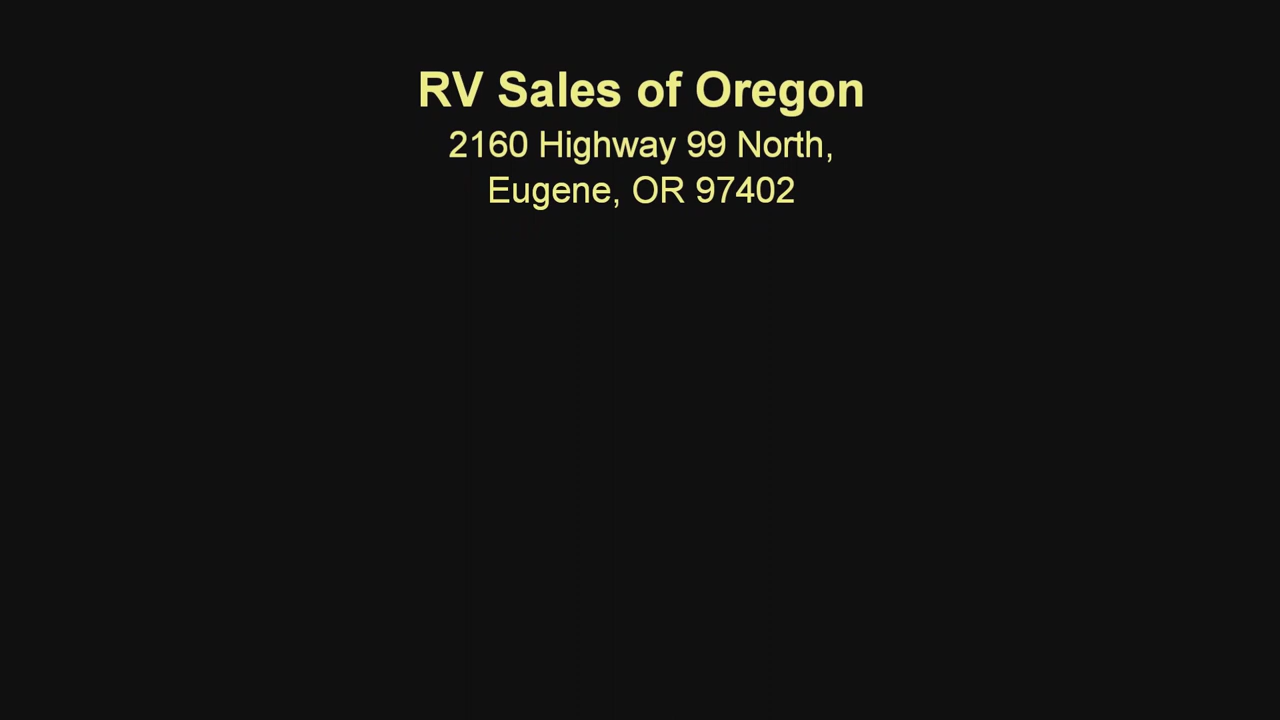 RV Sales of Oregon
2160 Highway 99 North,
Eugene, OR 97402